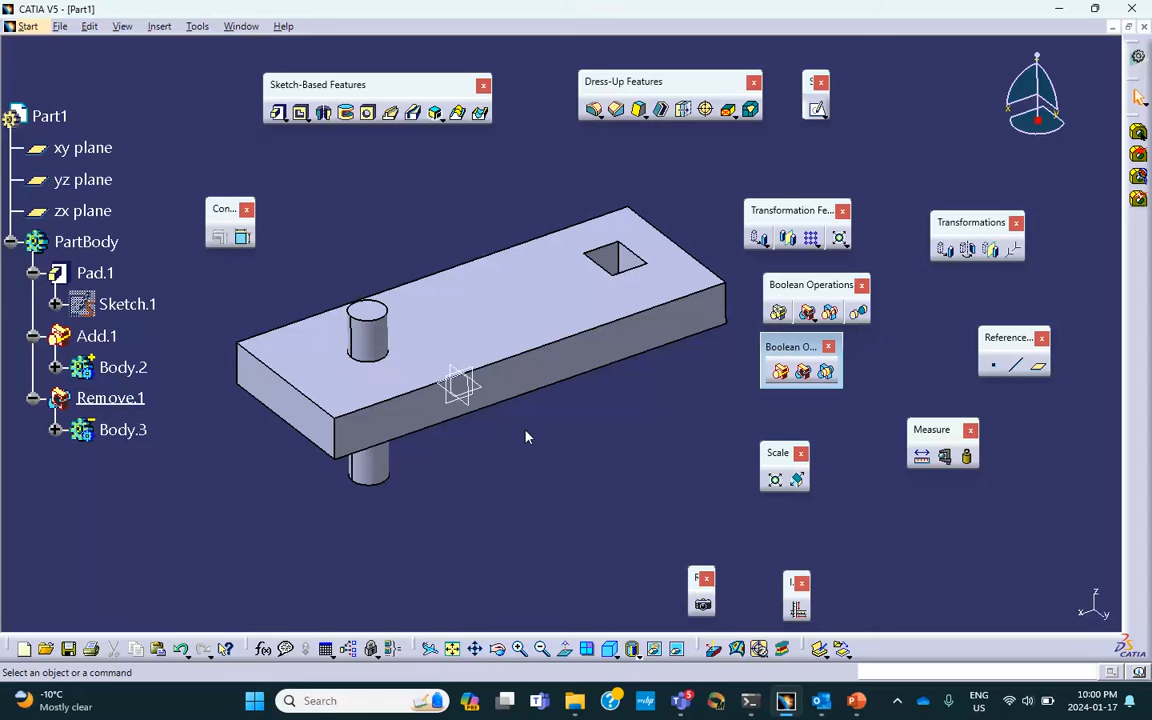 CATIA V5 - [Part1]
Start File Edit View Insert Tools Window Help
Sketch-Based Features
Dress-Up Features
Part1
xy plane
yz plane
zx plane
PartBody
Pad.1
Sketch.1
Add.1
Body.2
Remove.1
Body.3
Con...
Transformation Fe...
Transformations
Boolean Operations
Boolean O...
Reference...
Measure
Scale
z
x
y
CATIA
Select an object or a command
-10°C
Mostly clear
Search
ENG
US
10:00 PM
2024-01-17